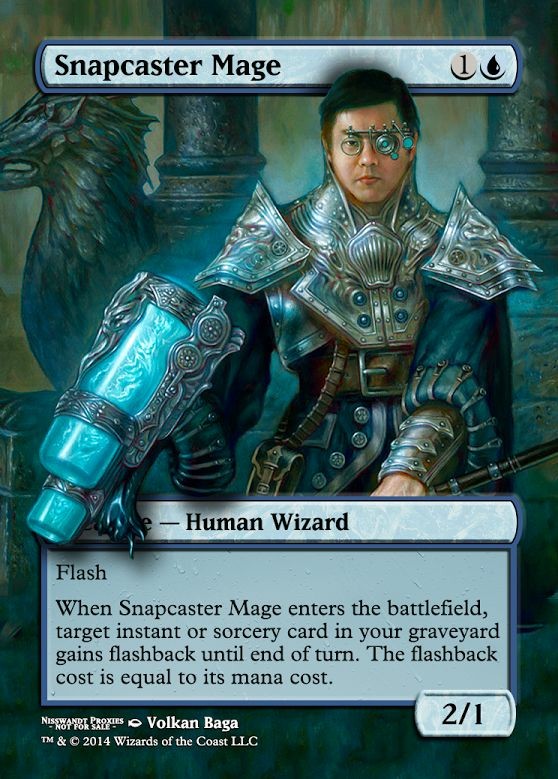 Snapcaster Mage 1
e — Human Wizard
Flash
When Snapcaster Mage enters the battlefield,
target instant or sorcery card in your graveyard
gains flashback until end of turn. The flashback
cost is equal to its mana cost.
2/1
Nisswandt Proxies
- NOT FOR SALE - Volkan Baga
™ & © 2014 Wizards of the Coast LLC